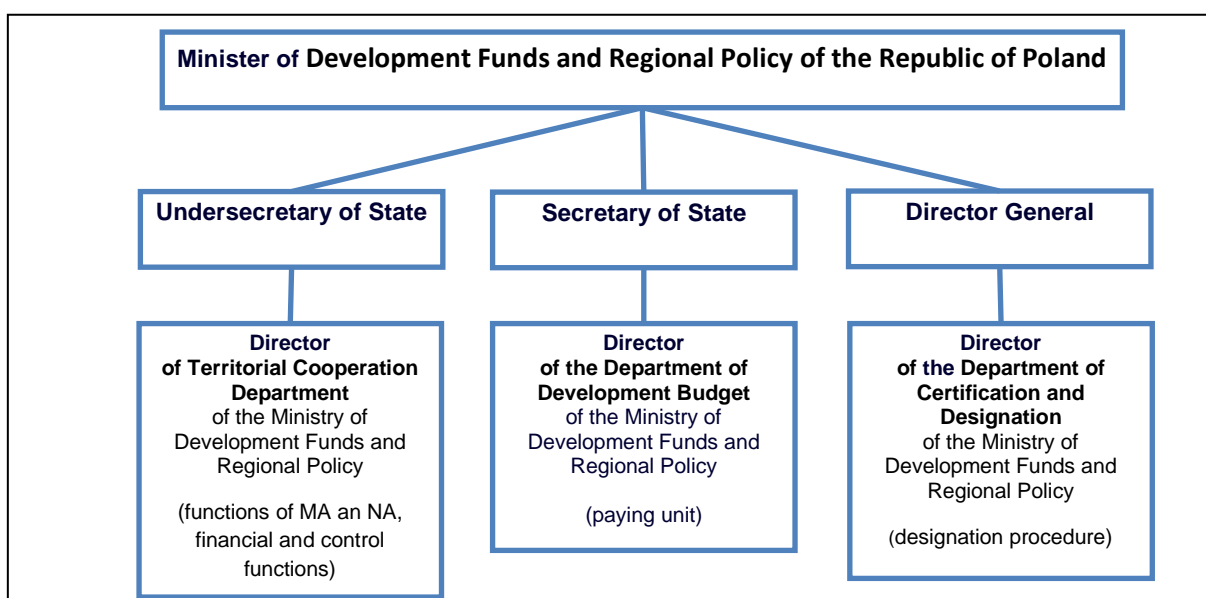 Minister of Development Funds and Regional Policy of the Republic of Poland
Undersecretary of State
Secretary of State
Director General
Director
of Territorial Cooperation
Department
of the Ministry of
Development Funds and
Regional Policy
(functions of MA an NA,
financial and control
functions)
Director
of the Department of
Development Budget
of the Ministry of
Development Funds and
Regional Policy
(paying unit)
Director
of the Department of
Certification and
Designation
of the Ministry of
Development Funds and
Regional Policy
(designation procedure)